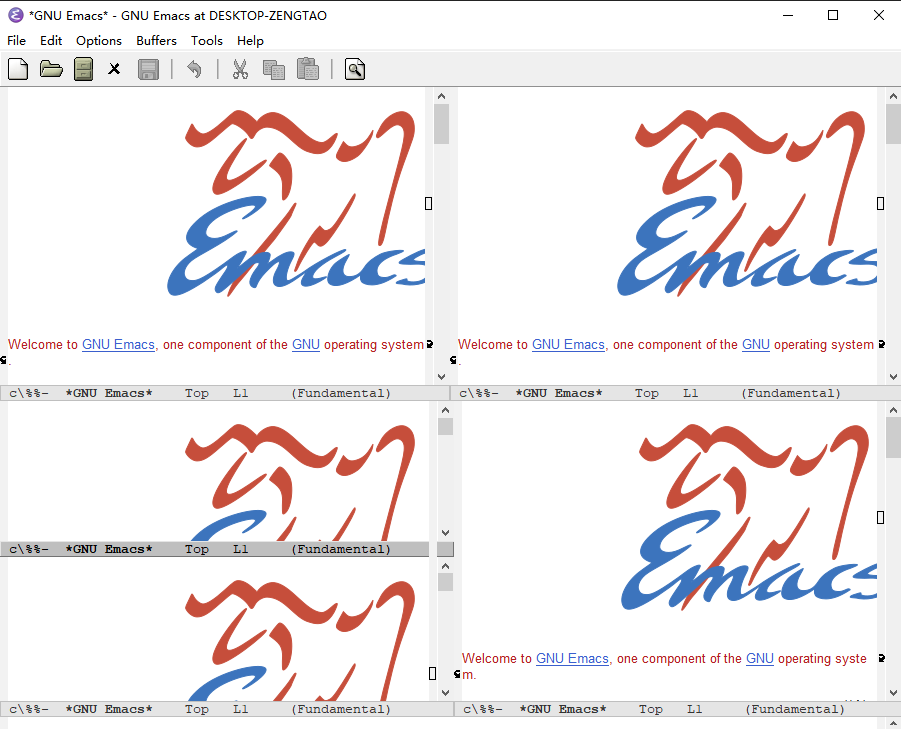 *GNU Emacs* - GNU Emacs at DESKTOP-ZENGTAO
File Edit Options Buffers Tools Help
Emacs
Welcome to GNU Emacs, one component of the GNU operating system
.
c\%%- *GNU Emacs* Top L1 (Fundamental)
Emacs
Welcome to GNU Emacs, one component of the GNU operating system
.
c\%%- *GNU Emacs* Top L1 (Fundamental)
c\%%- *GNU Emacs* Top L1 (Fundamental)
c\%%- *GNU Emacs* Top L1 (Fundamental)
Emacs
Welcome to GNU Emacs, one component of the GNU operating syste
m.
c\%%- *GNU Emacs* Top L1 (Fundamental)